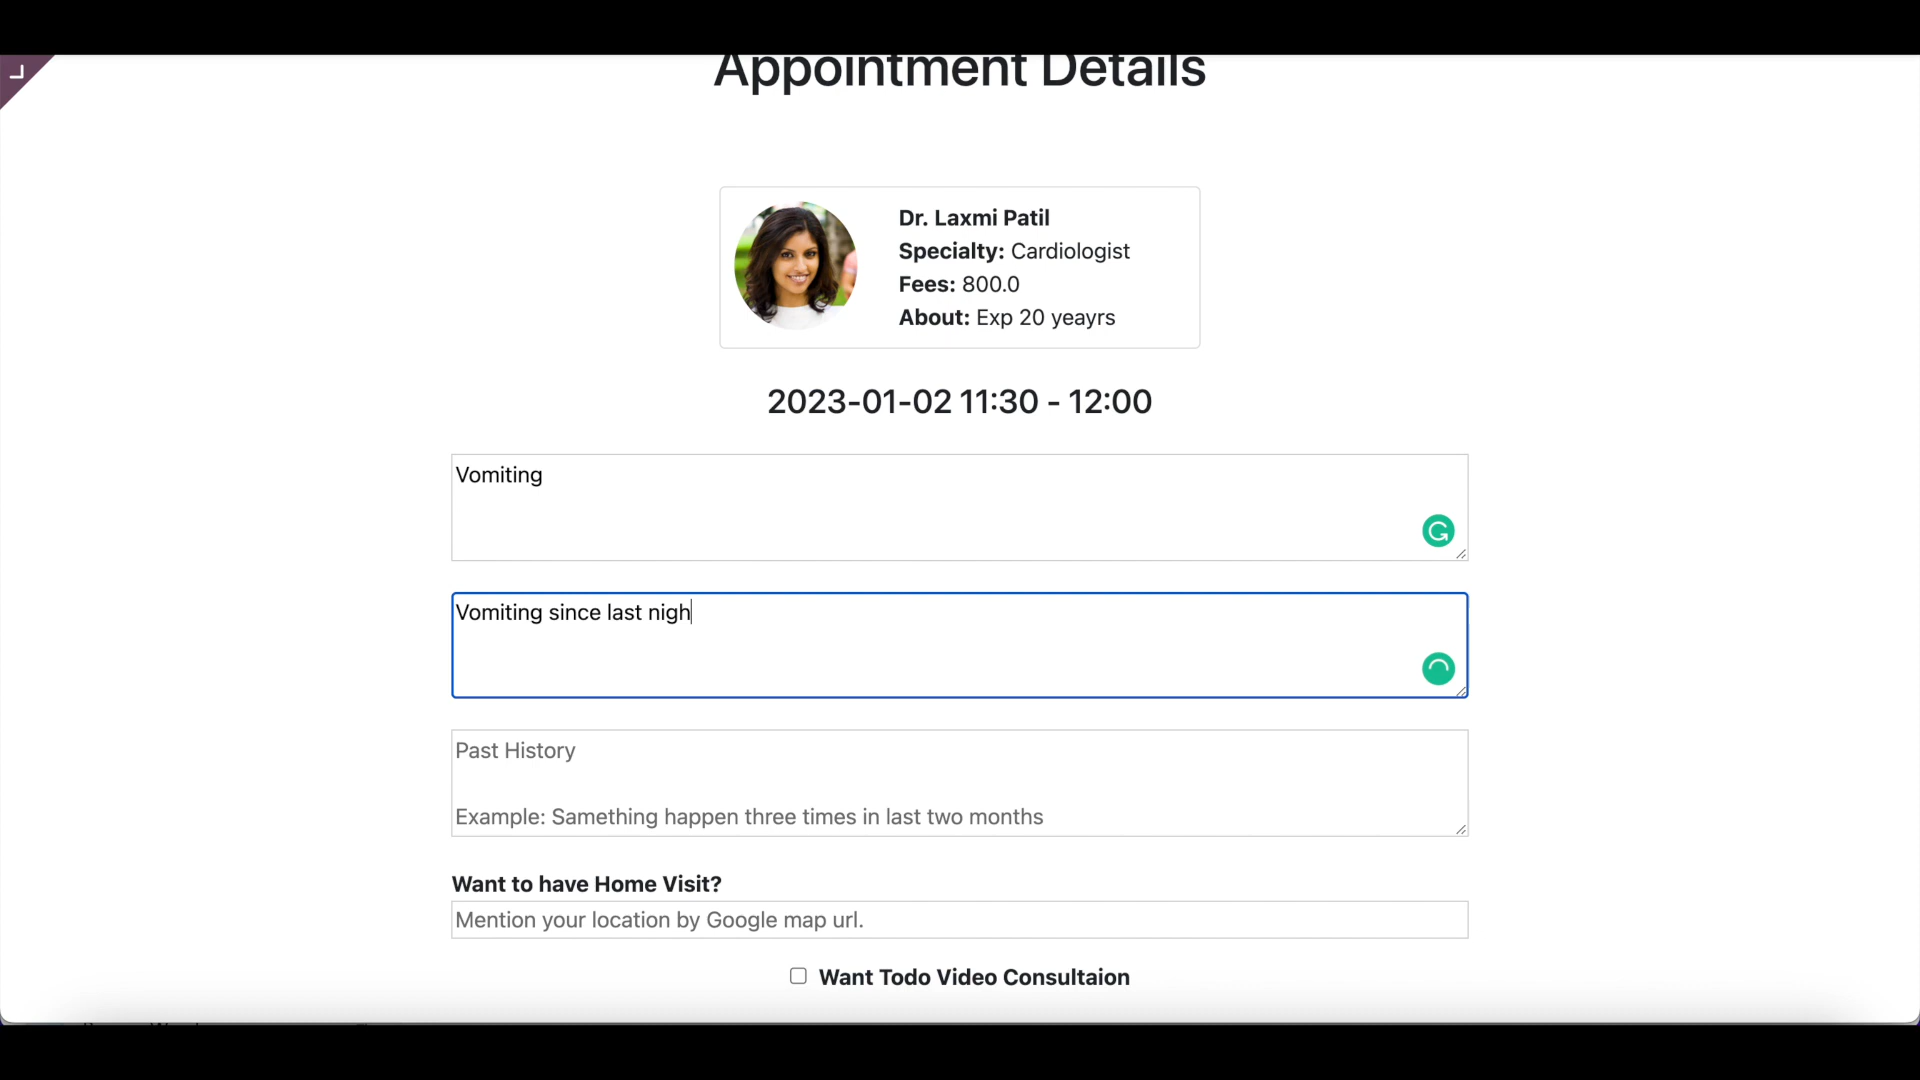 Appointment Details
Dr. Laxmi Patil
Specialty: Cardiologist
Fees: 800.0
About: Exp 20 yeayrs
2023-01-02 11:30 - 12:00
Vomiting
Vomiting since last nigh
Past History
Example: Samething happen three times in last two months
Want to have Home Visit?
Mention your location by Google map url.
Want Todo Video Consultaion